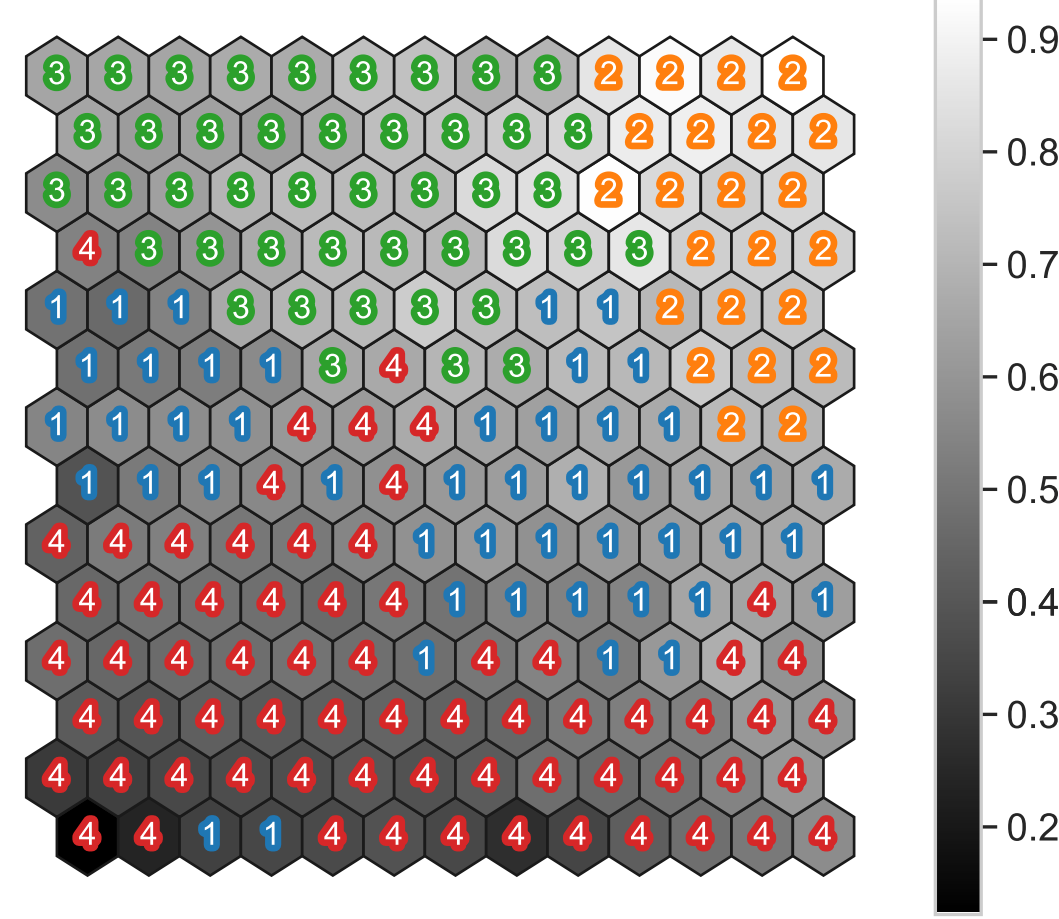 3 3 3 3 3 3 3 3 3 2 2 2 2
3 3 3 3 3 3 3 3 3 2 2 2 2
3 3 3 3 3 3 3 3 3 2 2 2 2
4 3 3 3 3 3 3 3 3 3 2 2 2
1 1 1 3 3 3 3 3 1 1 2 2 2
1 1 1 1 3 4 3 3 1 1 2 2 2
1 1 1 1 4 4 4 1 1 1 1 2 2
1 1 1 4 1 4 1 1 1 1 1 1 1
4 4 4 4 4 4 1 1 1 1 1 1 1
4 4 4 4 4 4 1 1 1 1 1 4 1
4 4 4 4 4 4 1 4 4 1 1 4 4
4 4 4 4 4 4 4 4 4 4 4 4 4
4 4 4 4 4 4 4 4 4 4 4 4 4
4 4 1 1 4 4 4 4 4 4 4 4 4
0.9
0.8
0.7
0.6
0.5
0.4
0.3
0.2